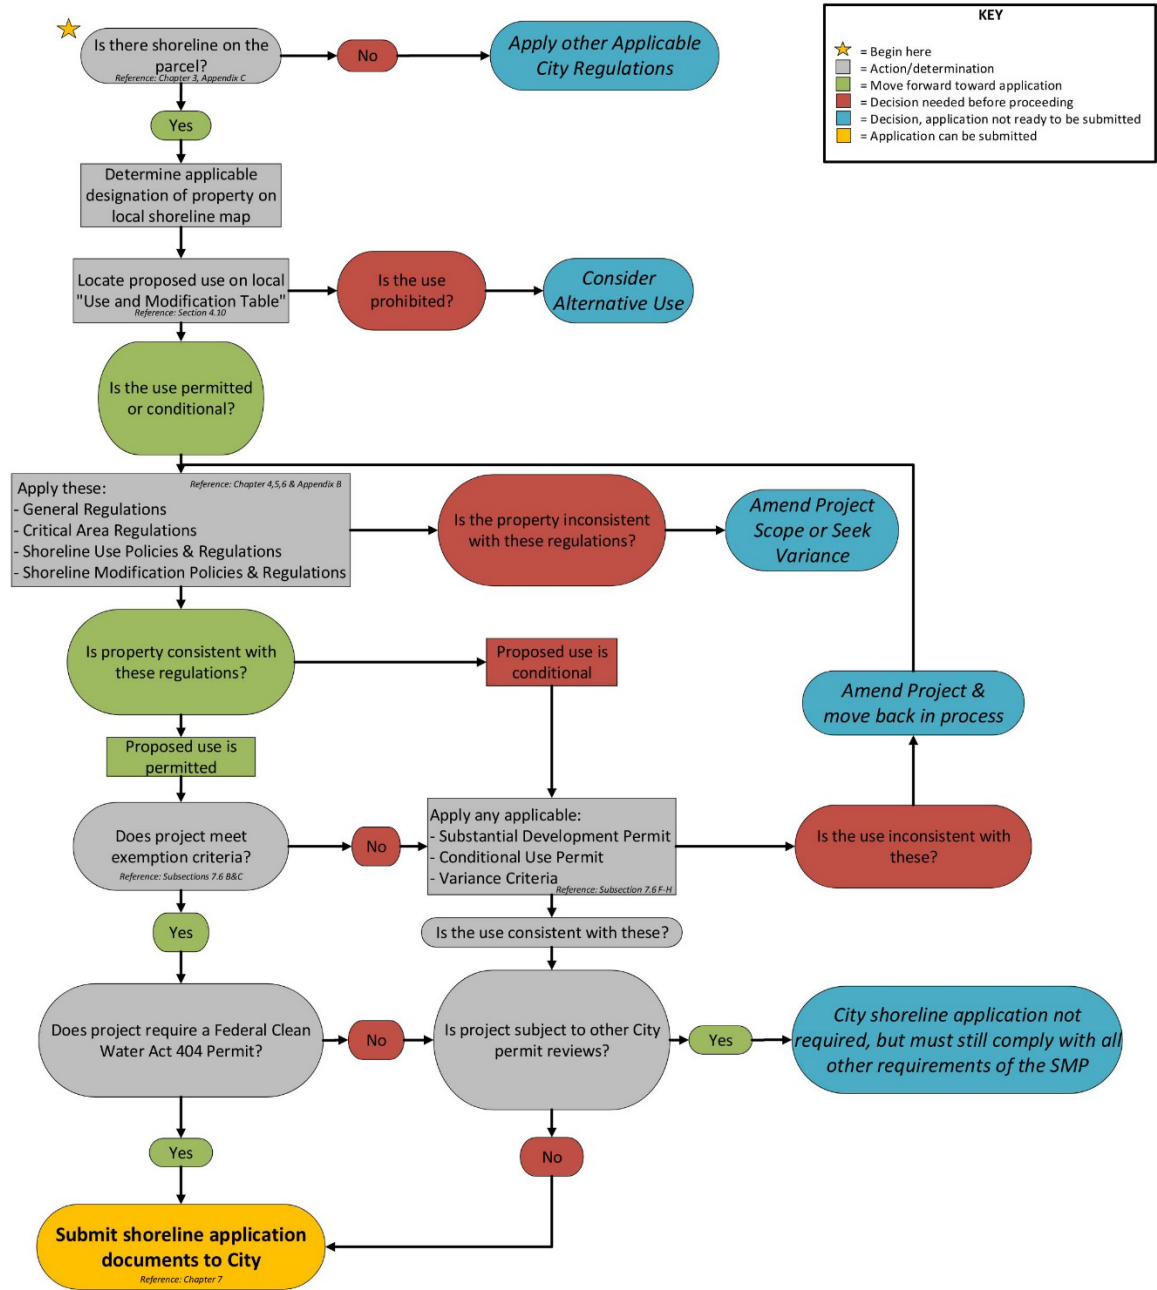 KEY
= Begin here
= Action/determination
= Move forward toward application
= Decision needed before proceeding
= Decision, application not ready to be submitted
= Application can be submitted
Is there shoreline on the
parcel?
Reference: Chapter 3, Appendix C
No
Apply other Applicable
City Regulations
Yes
Determine applicable
designation of property on
local shoreline map
Locate proposed use on local
"Use and Modification Table"
Reference: Section 4.10
Is the use
prohibited?
Consider
Alternative Use
Is the use permitted
or conditional?
Reference: Chapter 4,5,6 & Appendix B
Apply these:
- General Regulations
- Critical Area Regulations
- Shoreline Use Policies & Regulations
- Shoreline Modification Policies & Regulations
Is the property inconsistent
with these regulations?
Amend Project
Scope or Seek
Variance
Is property consistent with
these regulations?
Proposed use is
conditional
Amend Project &
move back in process
Proposed use is
permitted
Does project meet
exemption criteria?
Reference: Subsections 7.6 B&C
No
Apply any applicable:
- Substantial Development Permit
- Conditional Use Permit
- Variance Criteria
Reference: Subsection 7.6 F-H
Is the use inconsistent with
these?
Yes
Is the use consistent with these?
Does project require a Federal Clean
Water Act 404 Permit?
No
Is project subject to other City
permit reviews?
Yes
City shoreline application not
required, but must still comply with all
other requirements of the SMP
Yes
No
Submit shoreline application
documents to City
Reference: Chapter 7